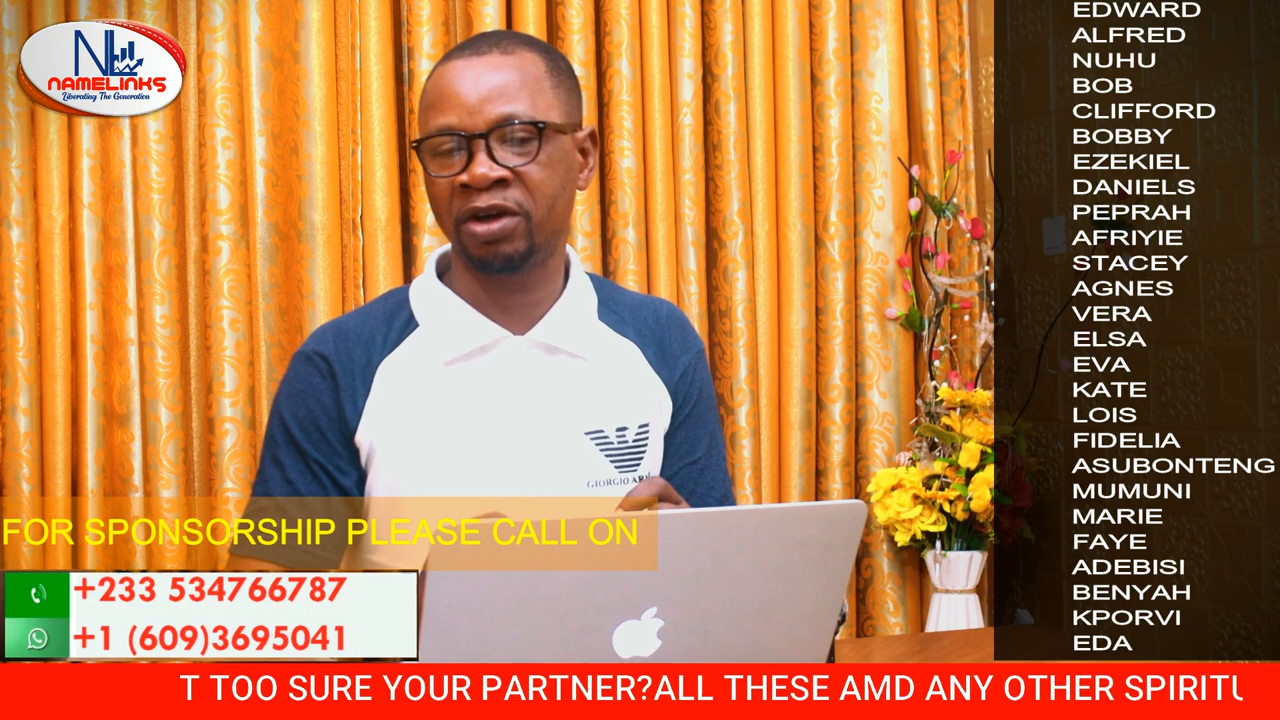 NL
NAMELINKS
Liberating The Generation
EDWARD
ALFRED
NUHU
BOB
CLIFFORD
BOBBY
EZEKIEL
DANIELS
PEPRAH
AFRIYIE
STACEY
AGNES
VERA
ELSA
EVA
KATE
LOIS
FIDELIA
ASUBONTENG
MUMUNI
MARIE
FAYE
ADEBISI
BENYAH
KPORVI
EDA
GIORGIO
FOR SPONSORSHIP PLEASE CALL ON
+233 534766787
+1 (609)3695041
T TOO SURE YOUR PARTNER?ALL THESE AMD ANY OTHER